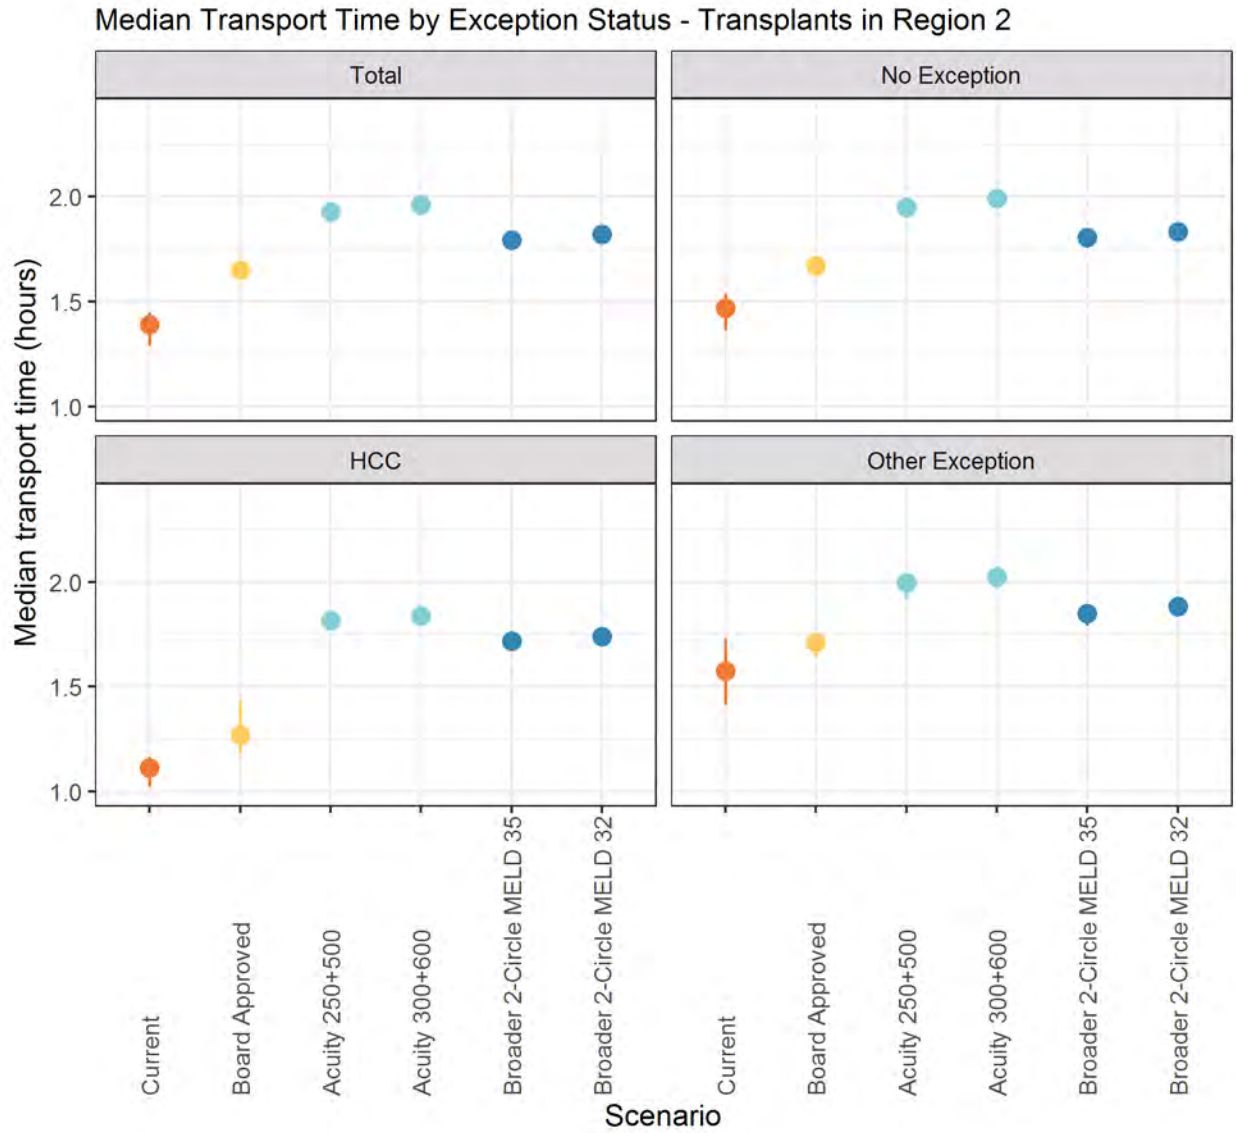 Median Transport Time by Exception Status - Transplants in Region 2
Total
No Exception
2.0
1.5
1.0
HCC
Other Exception
2.0
1.5
1.0
Median transport time (hours)
Current
Board Approved
Acuity 250+500
Acuity 300+600
Broader 2-Circle MELD 35
Broader 2-Circle MELD 32
Current
Board Approved
Acuity 250+500
Acuity 300+600
Broader 2-Circle MELD 35
Broader 2-Circle MELD 32
Scenario